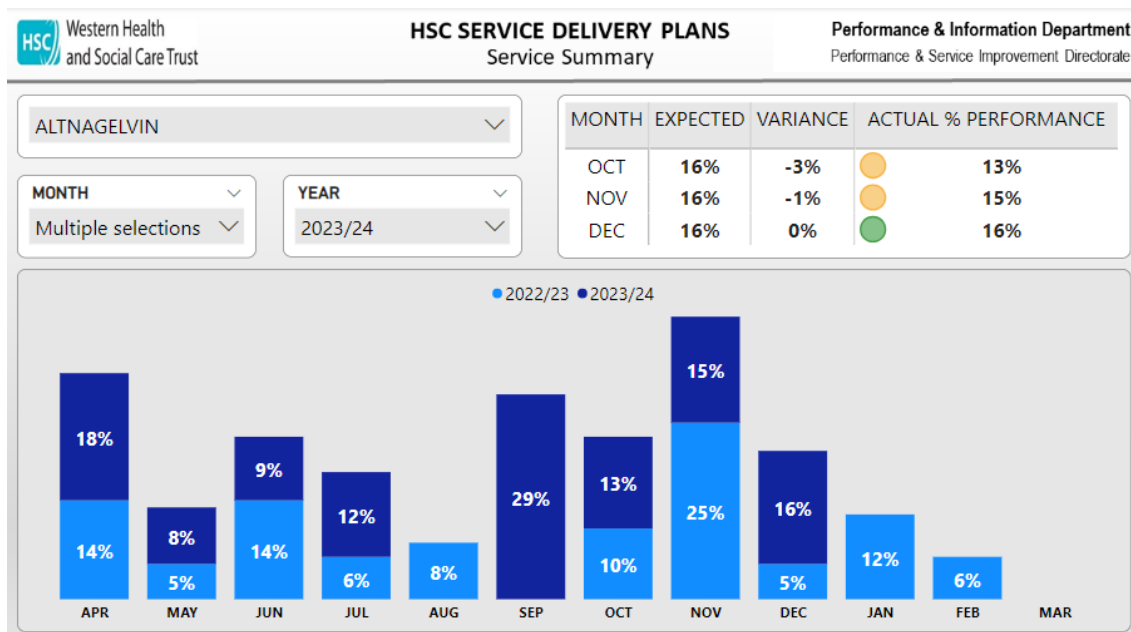 HSC
Western Health
and Social Care Trust
HSC SERVICE DELIVERY PLANS
Service Summary
Performance & Information Department
Performance & Service Improvement Directorate
ALTNAGELVIN
MONTH
Multiple selections
YEAR
2023/24
MONTH EXPECTED VARIANCE ACTUAL % PERFORMANCE
OCT 16% -3% 13%
NOV 16% -1% 15%
DEC 16% 0% 16%
2022/23 2023/24
18% 14%
8% 5%
9% 14%
12% 6%
8%
29%
13% 10%
15% 25%
16% 5%
12%
6%
APR MAY JUN JUL AUG SEP OCT NOV DEC JAN FEB MAR